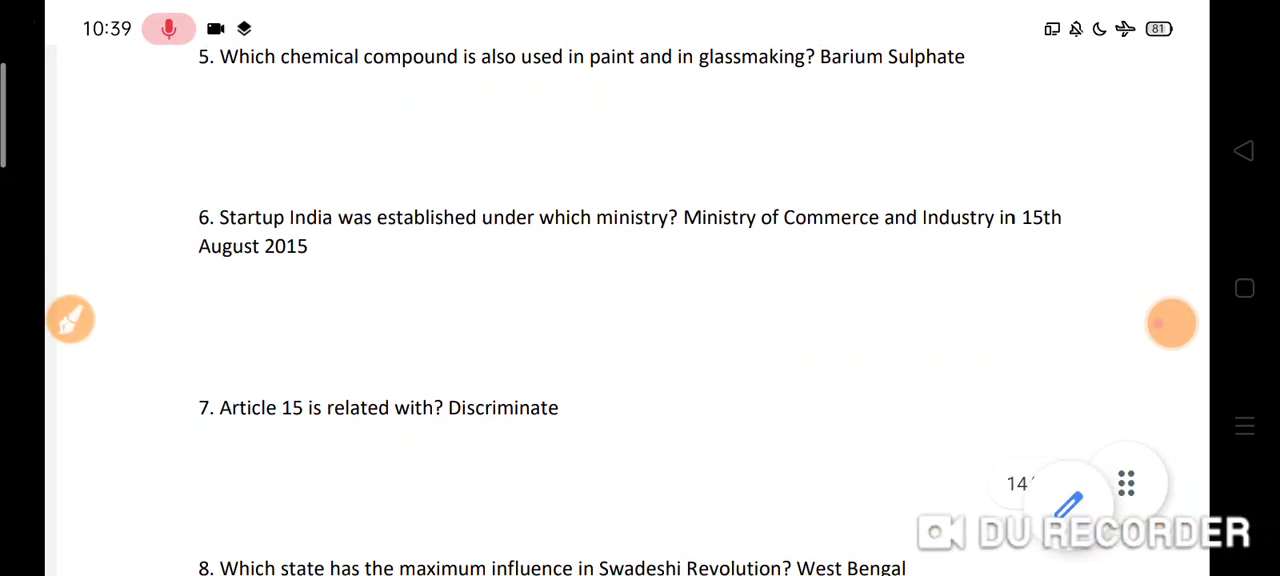 10:39
81
5. Which chemical compound is also used in paint and in glassmaking? Barium Sulphate
6. Startup India was established under which ministry? Ministry of Commerce and Industry in 15th
August 2015
7. Article 15 is related with? Discriminate
14
8. Which state has the maximum influence in Swadeshi Revolution? West Bengal
DU RECORDER